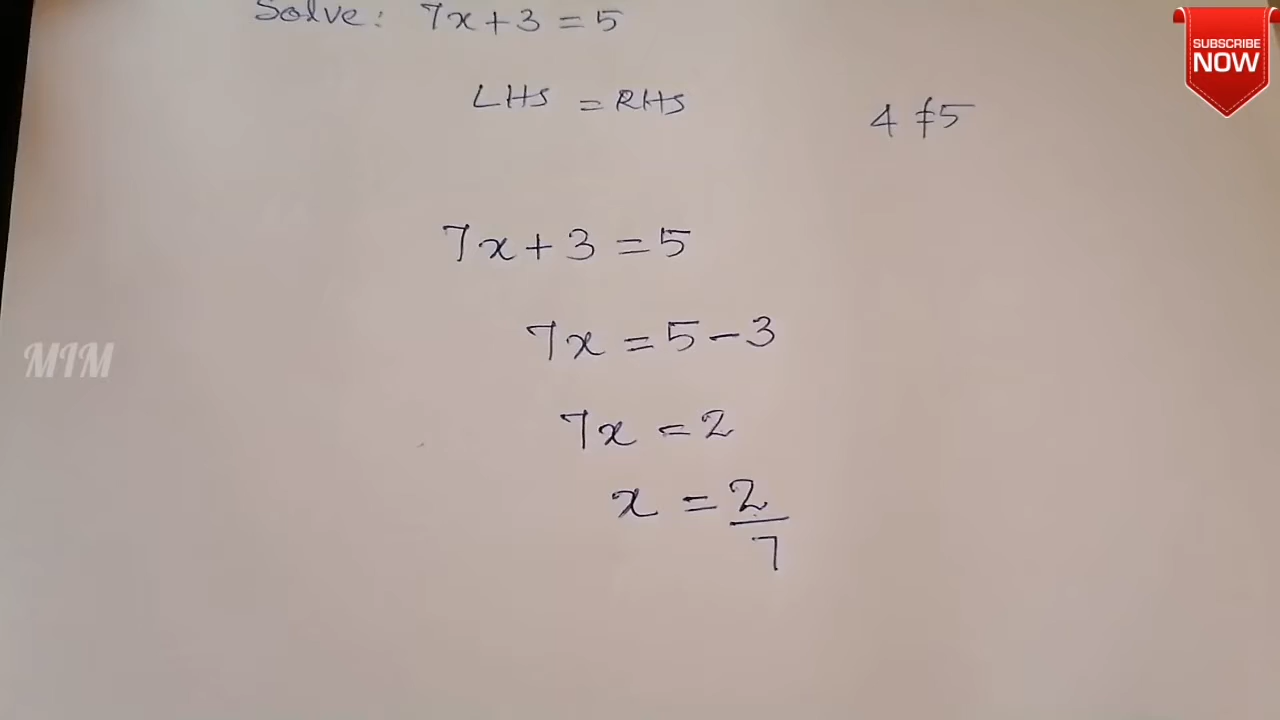 Solve: 7x + 3 = 5
SUBSCRIBE
NOW
LHS = RHS
4 ≠ 5
7x + 3 = 5
7x = 5 - 3
MIM
7x = 2
x = 2/7